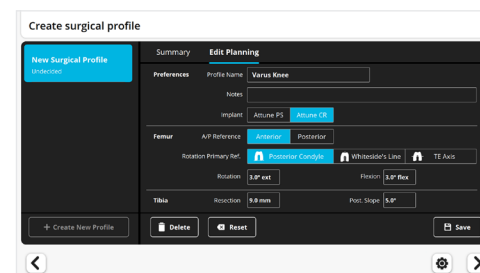 Create surgical profile
New Surgical Profile
Undecided
Summary Edit Planning
Preferences Profile Name Varus Knee
Notes
Implant Attune PS Attune CR
Femur A/P Reference Anterior Posterior
Rotation Primary Ref. Posterior Condyle Whiteside's Line TE Axis
Rotation 3.0° ext Flexion 3.0° flex
Tibia Resection 9.0 mm Post. Slope 5.0°
+ Create New Profile Delete Reset Save